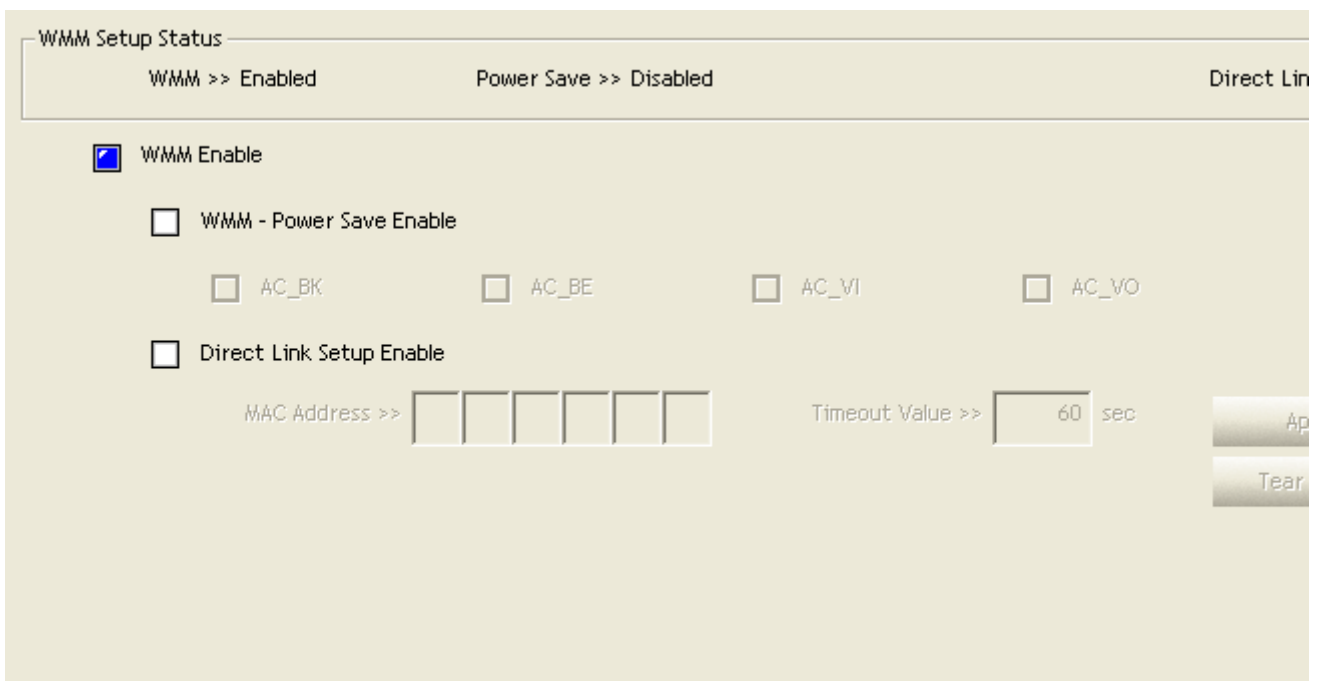 WMM Setup Status
WMM >> Enabled Power Save >> Disabled Direct
WMM Enable
WMM - Power Save Enable
AC_BK AC_BE AC_VI AC_VO
Direct Link Setup Enable
MAC Address >> Timeout Value >> 60 sec
Tear